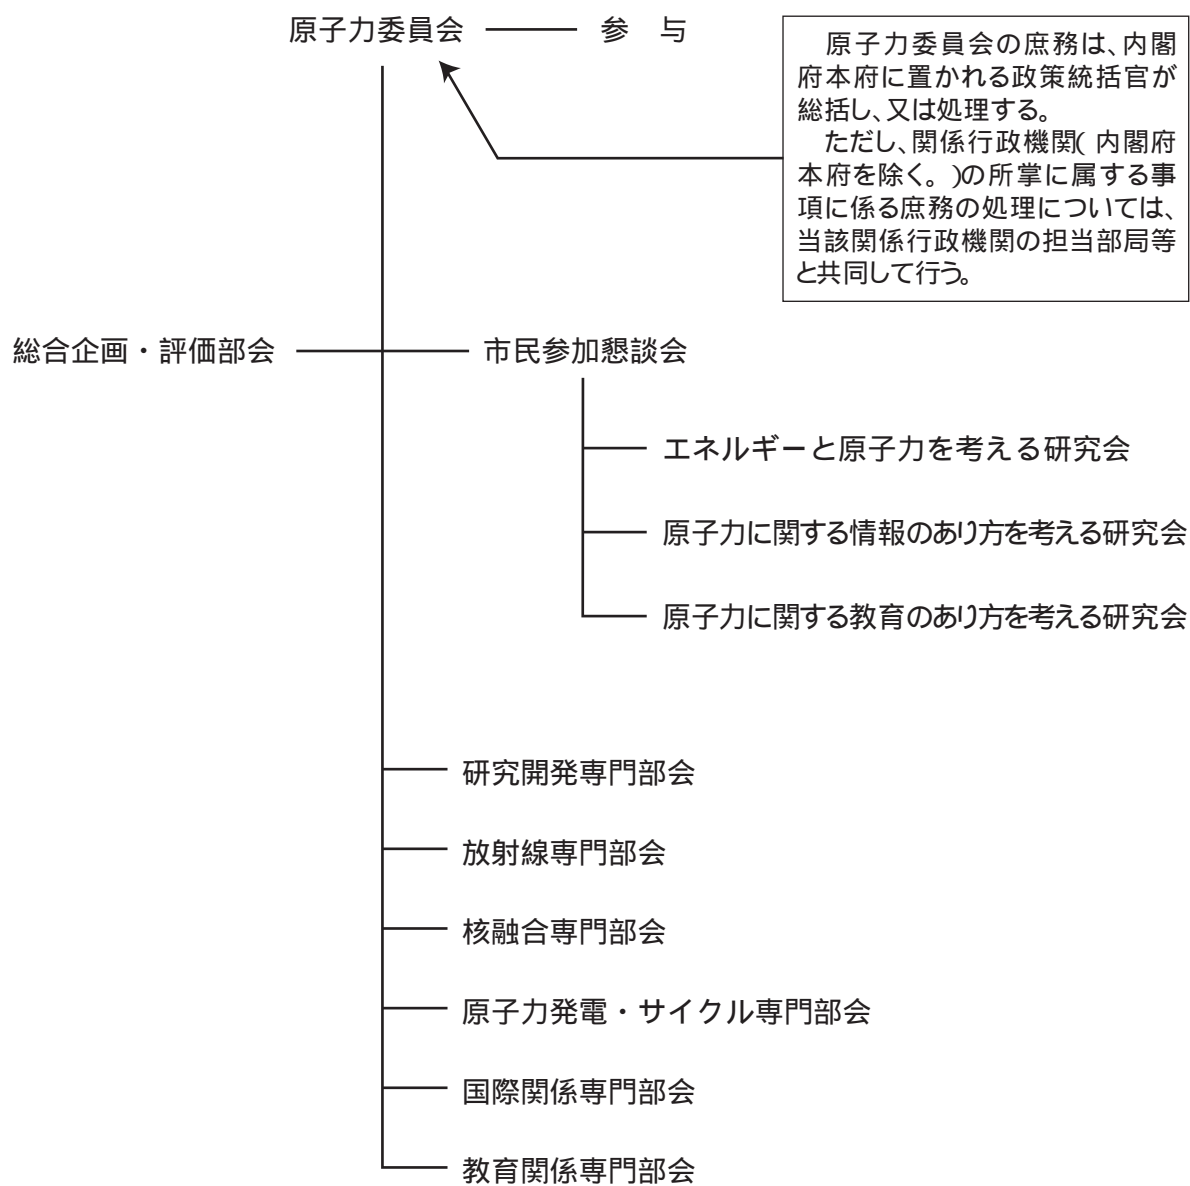 原子力委員会
参　与
　原子力委員会の庶務は、内閣
府本府に置かれる政策統括官が
総括し、又は処理する。
　ただし、関係行政機関(内閣府
本府を除く。)の所掌に属する事
項に係る庶務の処理については、
当該関係行政機関の担当部局等
と共同して行う。
総合企画・評価部会
市民参加懇談会
エネルギーと原子力を考える研究会
原子力に関する情報のあり方を考える研究会
原子力に関する教育のあり方を考える研究会
研究開発専門部会
放射線専門部会
核融合専門部会
原子力発電・サイクル専門部会
国際関係専門部会
教育関係専門部会